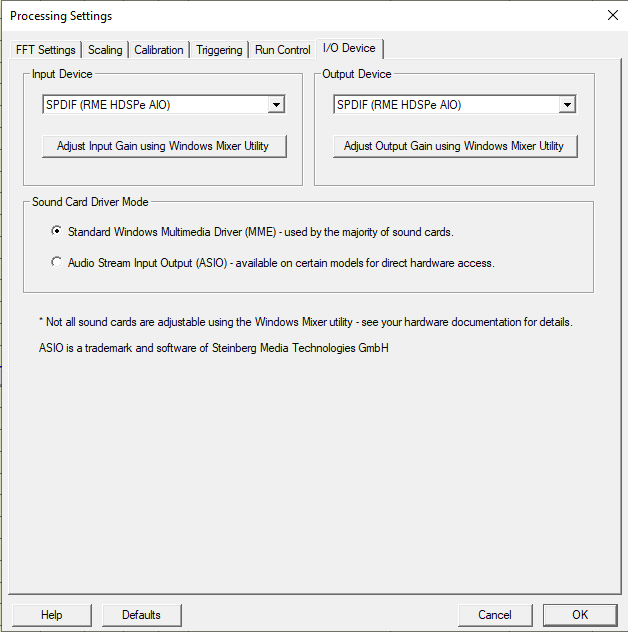 Processing Settings
FFT Settings Scaling Calibration Triggering Run Control I/O Device
Input Device
SPDIF (RME HDSPe AIO)
Adjust Input Gain using Windows Mixer Utility
Output Device
SPDIF (RME HDSPe AIO)
Adjust Output Gain using Windows Mixer Utility
Sound Card Driver Mode
Standard Windows Multimedia Driver (MME) - used by the majority of sound cards.
Audio Stream Input Output (ASIO) - available on certain models for direct hardware access.
* Not all sound cards are adjustable using the Windows Mixer utility - see your hardware documentation for details.
ASIO is a trademark and software of Steinberg Media Technologies GmbH
Help Defaults Cancel OK